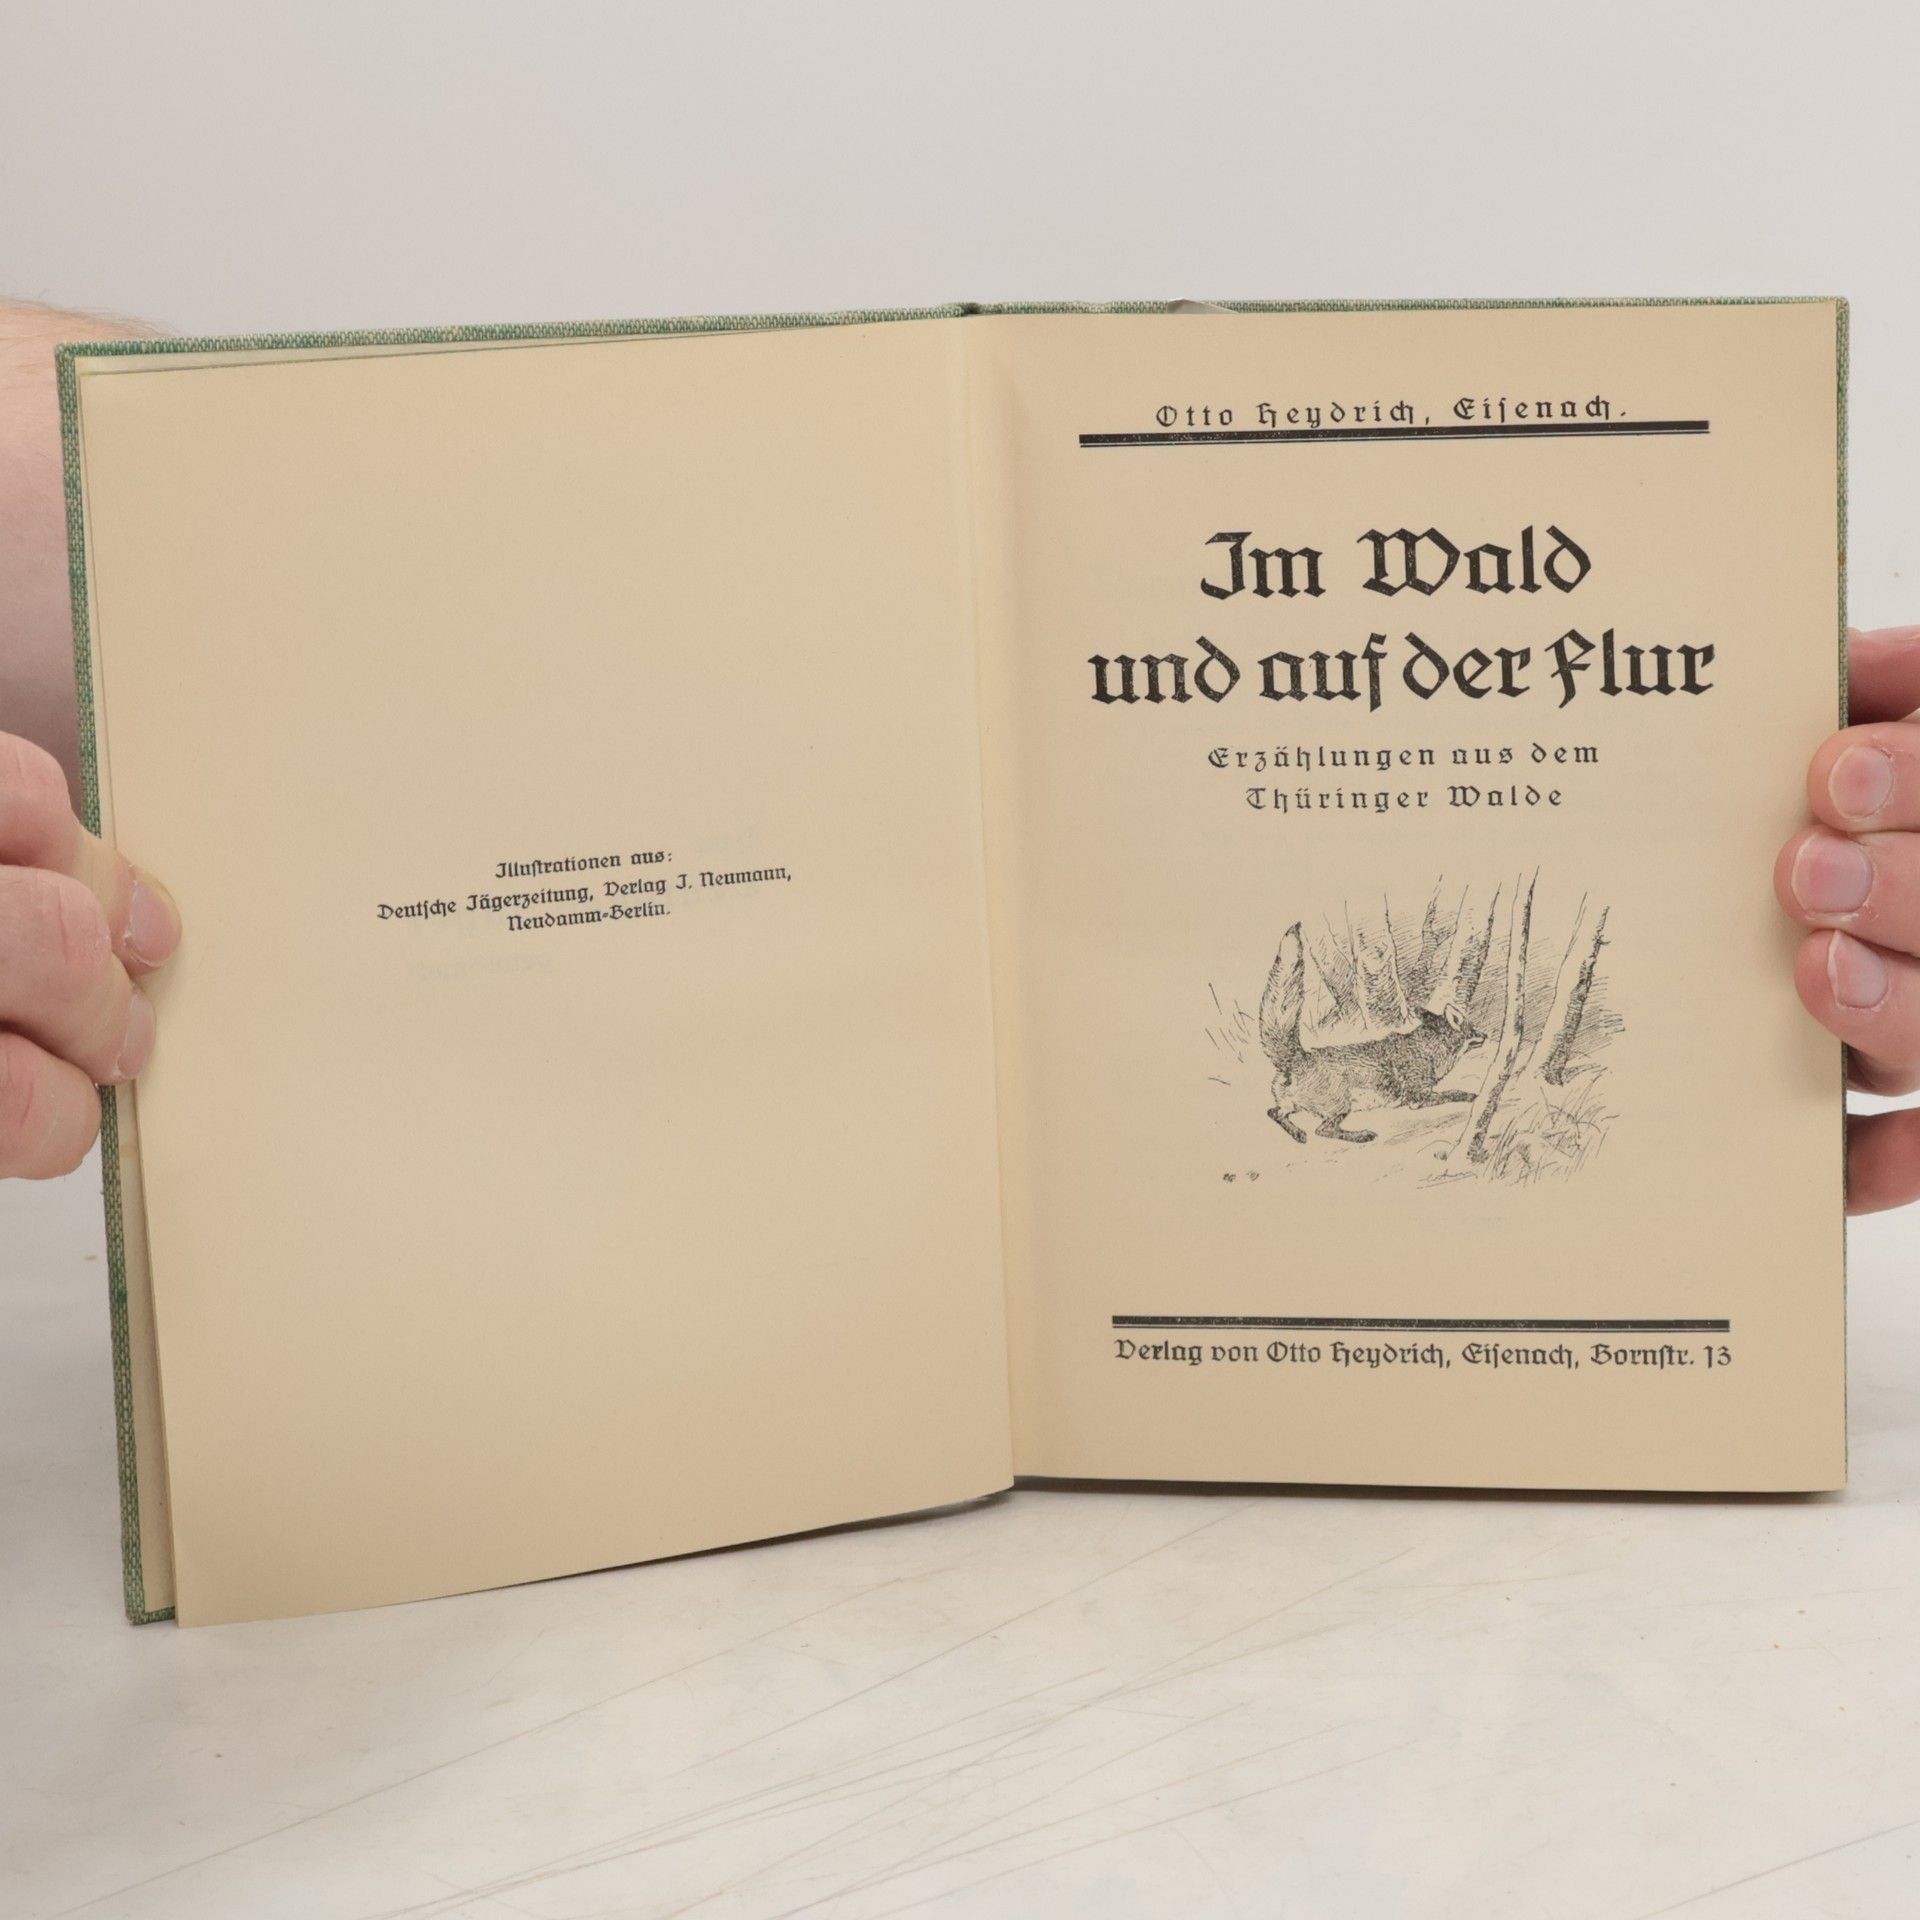 Illustrationen aus:
Deutsche Jägerzeitung, Verlag J. Neumann,
Neudamm-Berlin.
Otto Heydrich, Eisenach.
Im Wald
und auf der Flur
Erzählungen aus dem
Thüringer Walde
Verlag von Otto Heydrich, Eisenach, Bornstr. 13